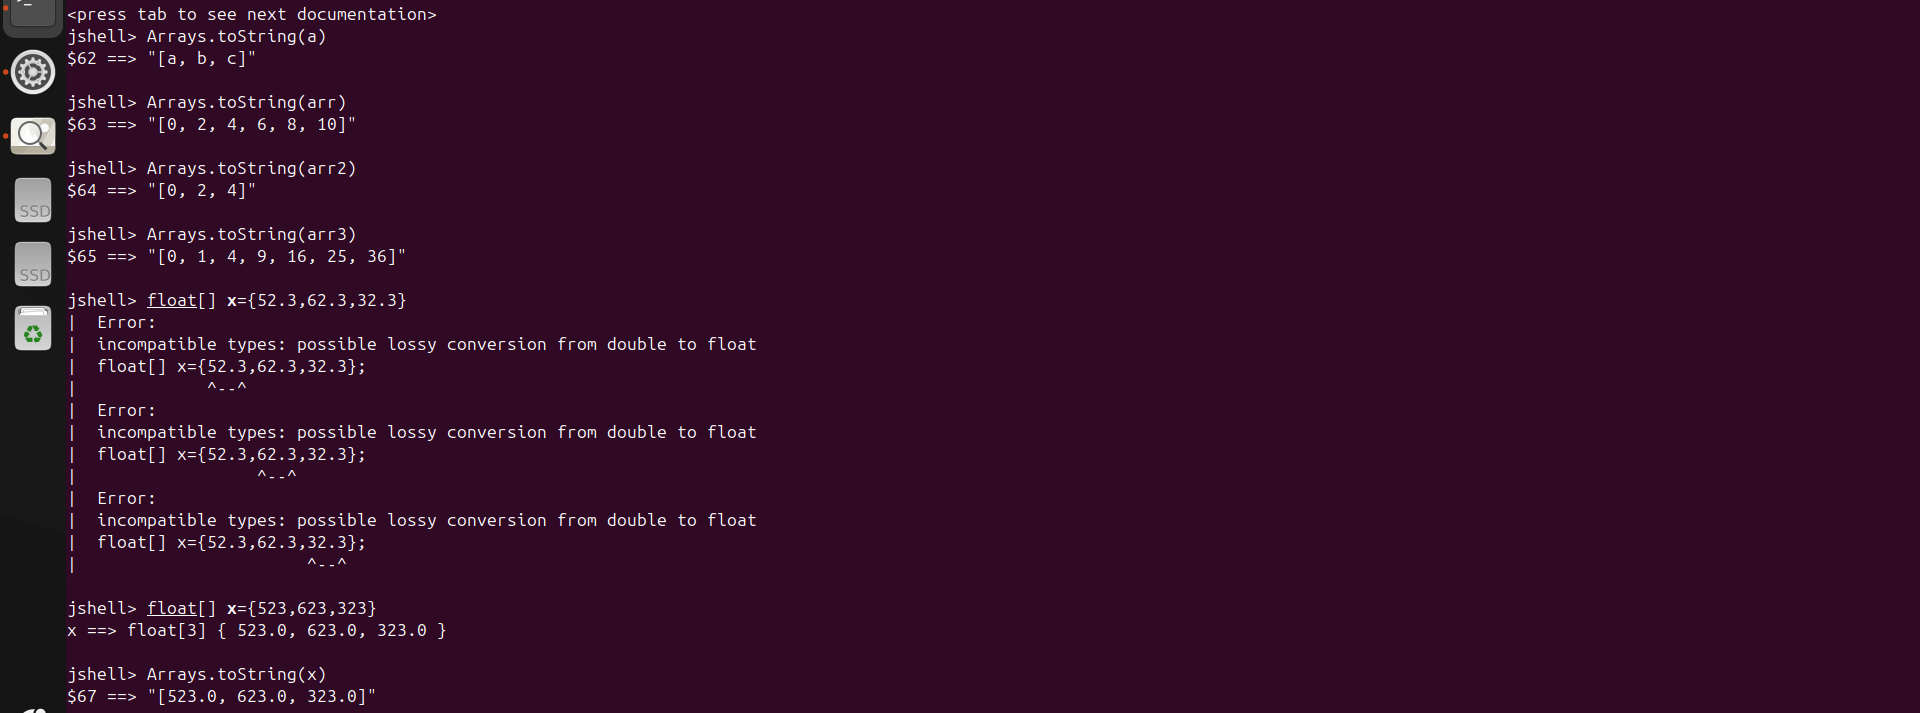 <press tab to see next documentation>
jshell> Arrays.toString(a)
$62 ==> "[a, b, c]"
jshell> Arrays.toString(arr)
$63 ==> "[0, 2, 4, 6, 8, 10]"
jshell> Arrays.toString(arr2)
$64 ==> "[0, 2, 4]"
jshell> Arrays.toString(arr3)
$65 ==> "[0, 1, 4, 9, 16, 25, 36]"
jshell> float[] x={52.3,62.3,32.3}
|  Error:
|  incompatible types: possible lossy conversion from double to float
|  float[] x={52.3,62.3,32.3};
|             ^--^
|  Error:
|  incompatible types: possible lossy conversion from double to float
|  float[] x={52.3,62.3,32.3};
|                  ^--^
|  Error:
|  incompatible types: possible lossy conversion from double to float
|  float[] x={52.3,62.3,32.3};
|                       ^--^
jshell> float[] x={523,623,323}
x ==> float[3] { 523.0, 623.0, 323.0 }
jshell> Arrays.toString(x)
$67 ==> "[523.0, 623.0, 323.0]"
SSD
SSD